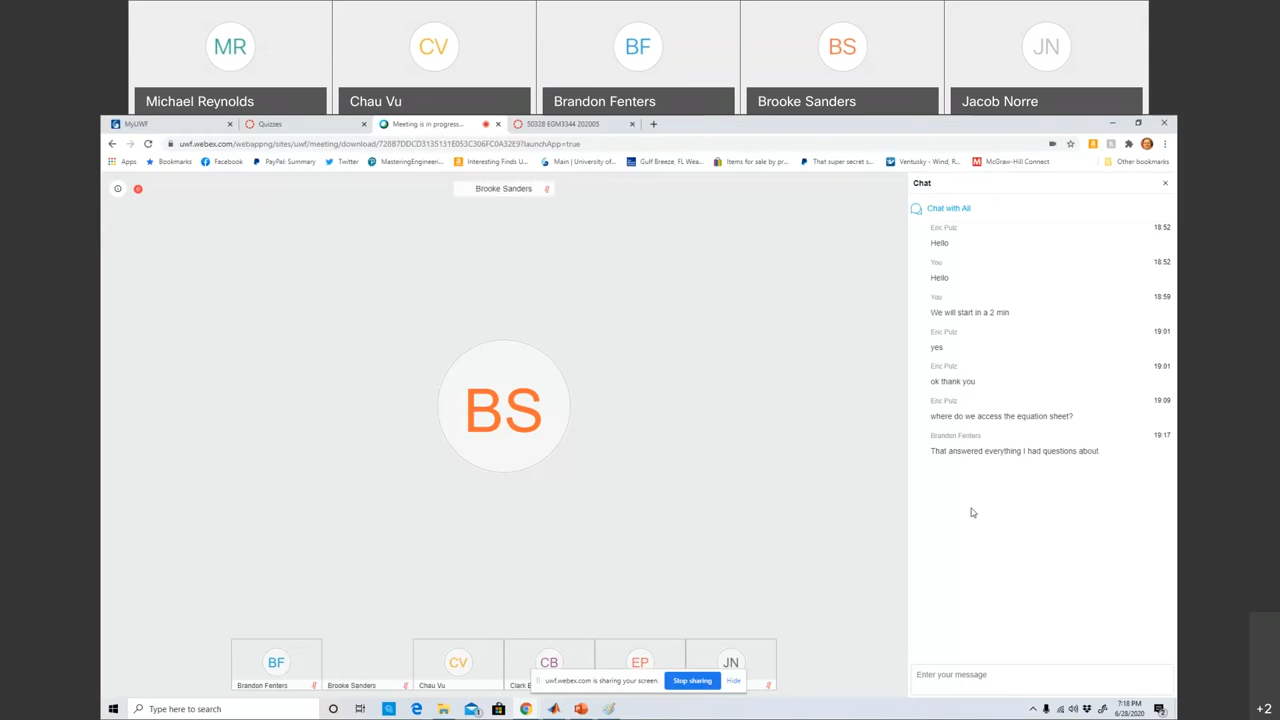 MR
CV
BF
BS
JN
Michael Reynolds
Chau Vu
Brandon Fenters
Brooke Sanders
Jacob Norre
MyUWF
Quizzes
Meeting is in progress...
50328 EGM3344 202005
uwf.webex.com/webappng/sites/uwf/meeting/download/728B7DDCD3135131E053C30FCA32E9?launchApp=true
Apps
Bookmarks
Facebook
PayPal: Summary
Twitter
MasteringEngineeri...
Interesting Finds U...
Main | University of...
Gulf Breeze, FL Wea...
Items for sale by pr...
That super secret s...
Ventusky - Wind, R...
McGraw-Hill Connect
Other bookmarks
Brooke Sanders
Chat
Chat with All
Eric Pulz 18:52
Hello
You 18:52
Hello
You 18:59
We will start in a 2 min
Eric Pulz 19:01
yes
Eric Pulz 19:01
ok thank you
Eric Pulz 19:09
where do we access the equation sheet?
Brandon Fenters 19:17
That answered everything I had questions about
BS
BF
CV
CB
EP
JN
Brandon Fenters
Brooke Sanders
Chau Vu
Clark B
uwf.webex.com is sharing your screen.
Stop sharing
Hide
Enter your message
Type here to search
7:18 PM
6/28/2020
+2